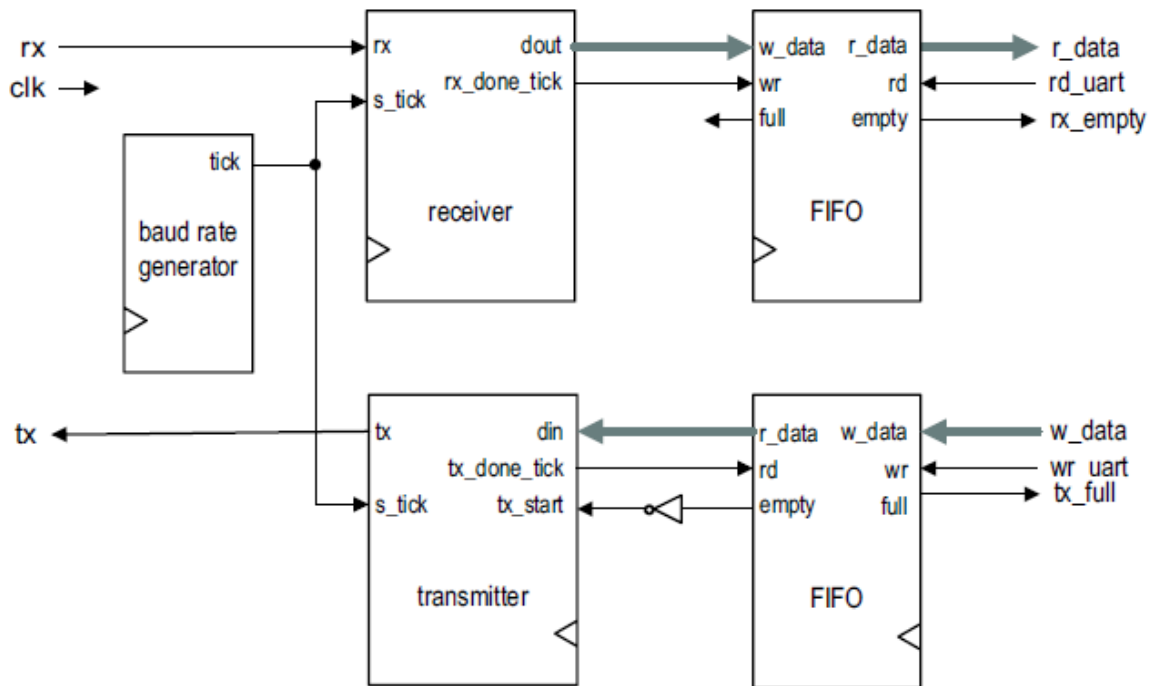 rx
clk
rx
dout
rx_done_tick
s_tick
receiver
w_data
r_data
wr
rd
full
empty
FIFO
r_data
rd_uart
rx_empty
tick
baud rate
generator
tx
tx
din
tx_done_tick
s_tick
tx_start
transmitter
r_data
w_data
rd
wr
empty
full
FIFO
w_data
wr_uart
tx_full